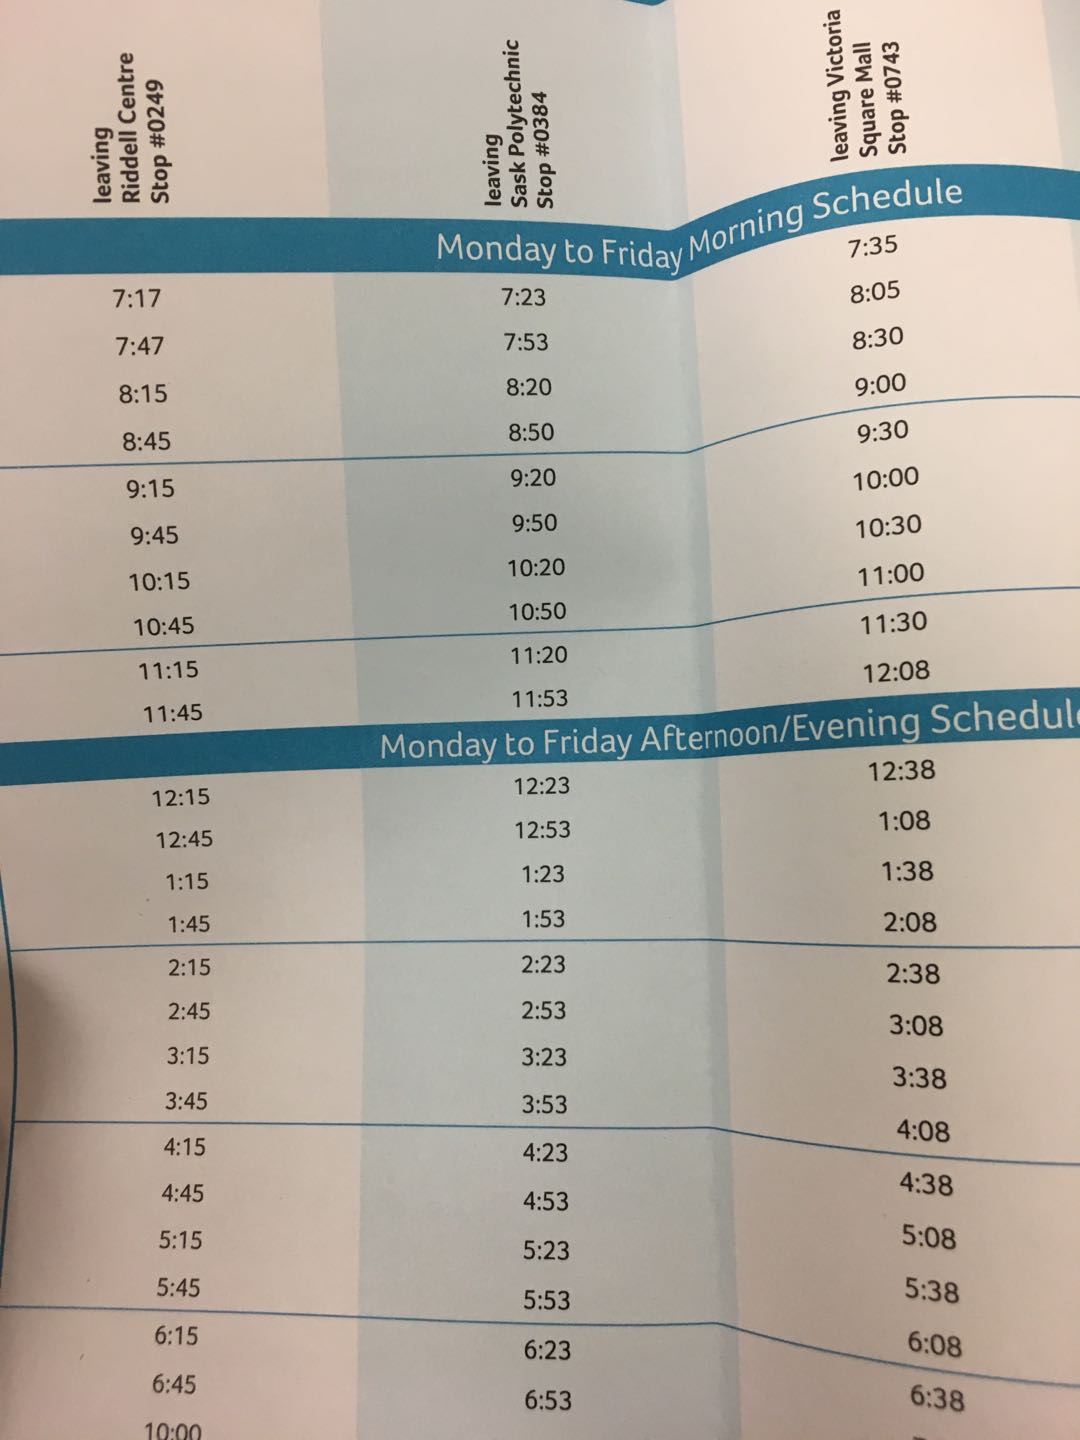 leaving
Riddell Centre
Stop #0249
leaving
Sask Polytechnic
Stop #0384
leaving Victoria
Square Mall
Stop #0743
Monday to Friday Morning Schedule
7:17 7:23 7:35
7:47 7:53 8:05
8:15 8:20 8:30
8:45 8:50 9:00
9:15 9:20 9:30
9:45 9:50 10:00
10:15 10:20 10:30
10:45 10:50 11:00
11:15 11:20 11:30
11:45 11:53 12:08
Monday to Friday Afternoon/Evening Schedule
12:15 12:23 12:38
12:45 12:53 1:08
1:15 1:23 1:38
1:45 1:53 2:08
2:15 2:23 2:38
2:45 2:53 3:08
3:15 3:23 3:38
3:45 3:53 4:08
4:15 4:23 4:38
4:45 4:53 5:08
5:15 5:23 5:38
5:45 5:53 6:08
6:15 6:23 6:38
6:45 6:53
10:00